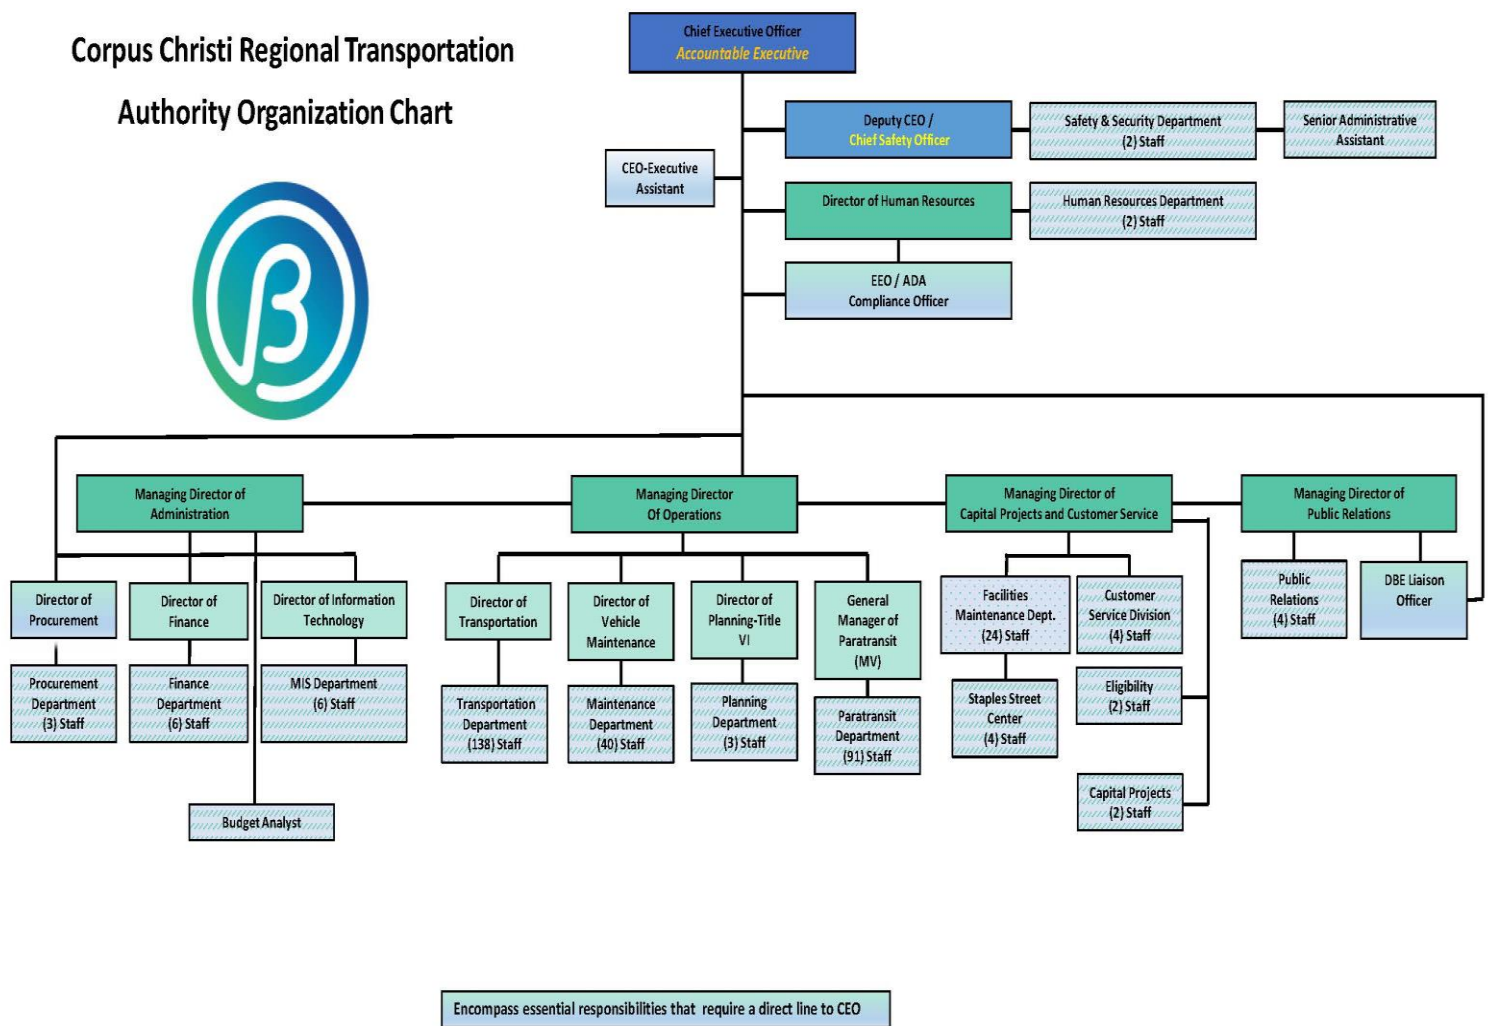 Corpus Christi Regional Transportation
Authority Organization Chart
Chief Executive Officer
Accountable Executive
Deputy CEO /
Chief Safety Officer
Safety & Security Department
(2) Staff
Senior Administrative
Assistant
CEO-Executive
Assistant
Director of Human Resources
Human Resources Department
(2) Staff
EEO / ADA
Compliance Officer
Managing Director of
Administration
Managing Director
Of Operations
Managing Director of
Capital Projects and Customer Service
Managing Director of
Public Relations
Director of
Procurement
Director of
Finance
Director of Information
Technology
Director of
Transportation
Director of
Vehicle
Maintenance
Director of
Planning-Title
VI
General
Manager of
Paratransit
(MV)
Facilities
Maintenance Dept.
(24) Staff
Customer
Service Division
(4) Staff
Public
Relations
(4) Staff
DBE Liaison
Officer
Procurement
Department
(3) Staff
Finance
Department
(6) Staff
MIS Department
(6) Staff
Transportation
Department
(138) Staff
Maintenance
Department
(40) Staff
Planning
Department
(3) Staff
Paratransit
Department
(91) Staff
Staples Street
Center
(4) Staff
Eligibility
(2) Staff
Capital Projects
(2) Staff
Budget Analyst
Encompass essential responsibilities that require a direct line to CEO